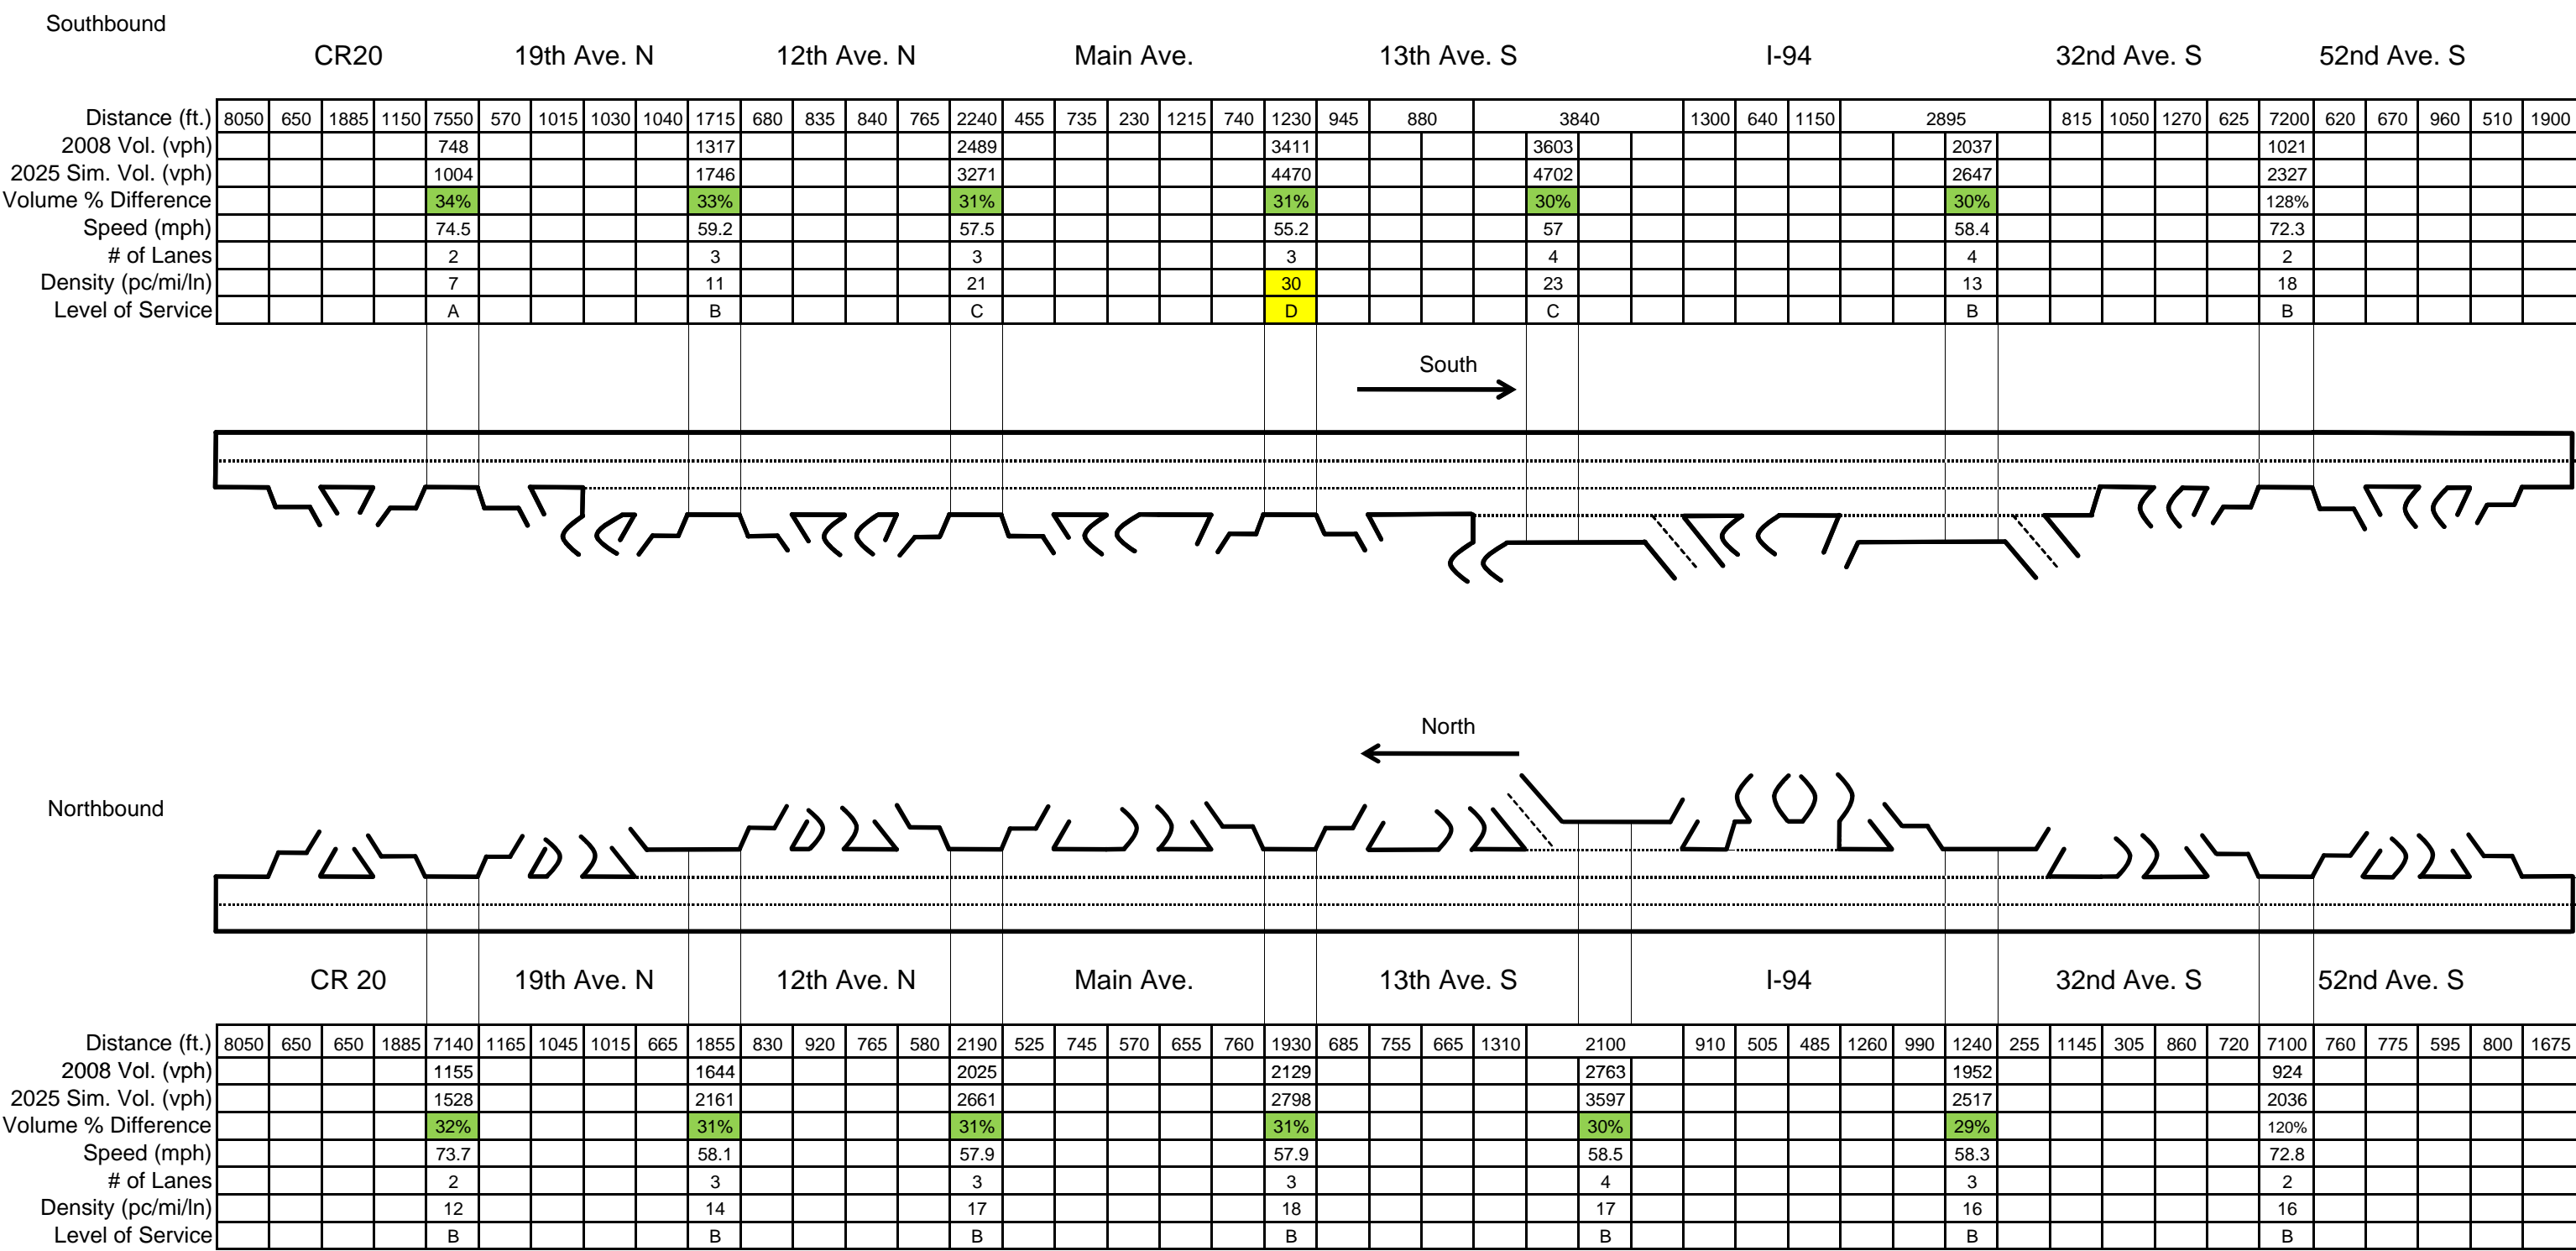 Southbound
CR20 19th Ave. N 12th Ave. N Main Ave. 13th Ave. S I-94 32nd Ave. S 52nd Ave. S
Distance (ft.) 8050 650 1885 1150 7550 570 1015 1030 1040 1715 680 835 840 765 2240 455 735 230 1215 740 1230 945 880 3840 1300 640 1150 2895 815 1050 1270 625 7200 620 670 960 510 1900
2008 Vol. (vph) 748 1317 2489 3411 3603 2037 1021
2025 Sim. Vol. (vph) 1004 1746 3271 4470 4702 2647 2327
Volume % Difference 34% 33% 31% 31% 30% 30% 128%
Speed (mph) 74.5 59.2 57.5 55.2 57 58.4 72.3
# of Lanes 2 3 3 3 4 4 2
Density (pc/mi/ln) 7 11 21 30 23 13 18
Level of Service A B C D C B B
South
North
Northbound
CR 20 19th Ave. N 12th Ave. N Main Ave. 13th Ave. S I-94 32nd Ave. S 52nd Ave. S
Distance (ft.) 8050 650 650 1885 7140 1165 1045 1015 665 1855 830 920 765 580 2190 525 745 570 655 760 1930 685 755 665 1310 2100 910 505 485 1260 990 1240 255 1145 305 860 720 7100 760 775 595 800 1675
2008 Vol. (vph) 1155 1644 2025 2129 2763 1952 924
2025 Sim. Vol. (vph) 1528 2161 2661 2798 3597 2517 2036
Volume % Difference 32% 31% 31% 31% 30% 29% 120%
Speed (mph) 73.7 58.1 57.9 57.9 58.5 58.3 72.8
# of Lanes 2 3 3 3 4 3 2
Density (pc/mi/ln) 12 14 17 18 17 16 16
Level of Service B B B B B B B